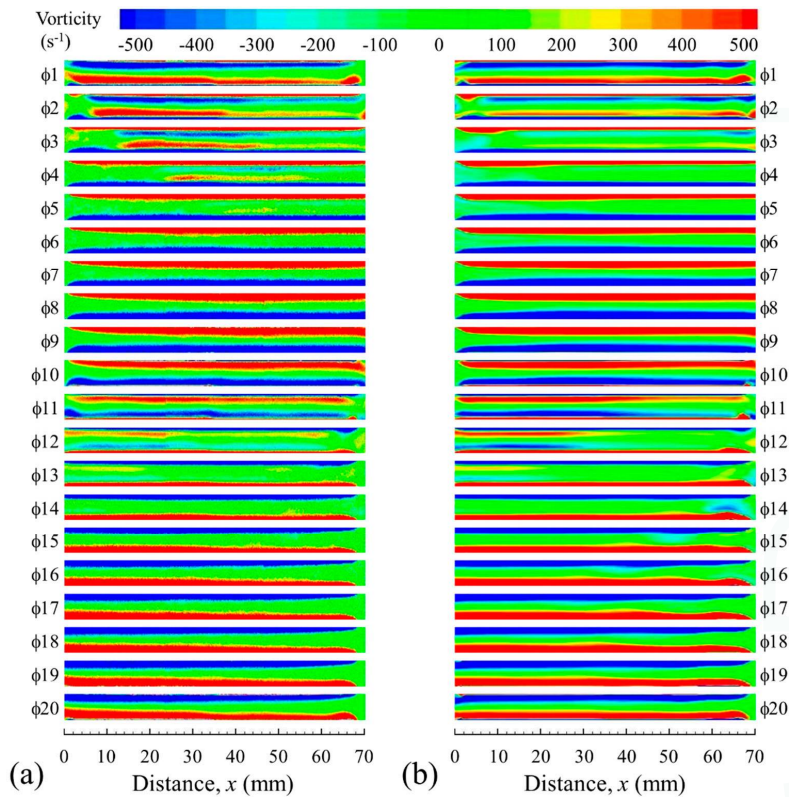 Vorticity
(s-1) -500 -400 -300 -200 -100 0 100 200 300 400 500
ϕ1 ϕ1
ϕ2 ϕ2
ϕ3 ϕ3
ϕ4 ϕ4
ϕ5 ϕ5
ϕ6 ϕ6
ϕ7 ϕ7
ϕ8 ϕ8
ϕ9 ϕ9
ϕ10 ϕ10
ϕ11 ϕ11
ϕ12 ϕ12
ϕ13 ϕ13
ϕ14 ϕ14
ϕ15 ϕ15
ϕ16 ϕ16
ϕ17 ϕ17
ϕ18 ϕ18
ϕ19 ϕ19
ϕ20 ϕ20
0 10 20 30 40 50 60 70 0 10 20 30 40 50 60 70
(a) Distance, x (mm) (b) Distance, x (mm)